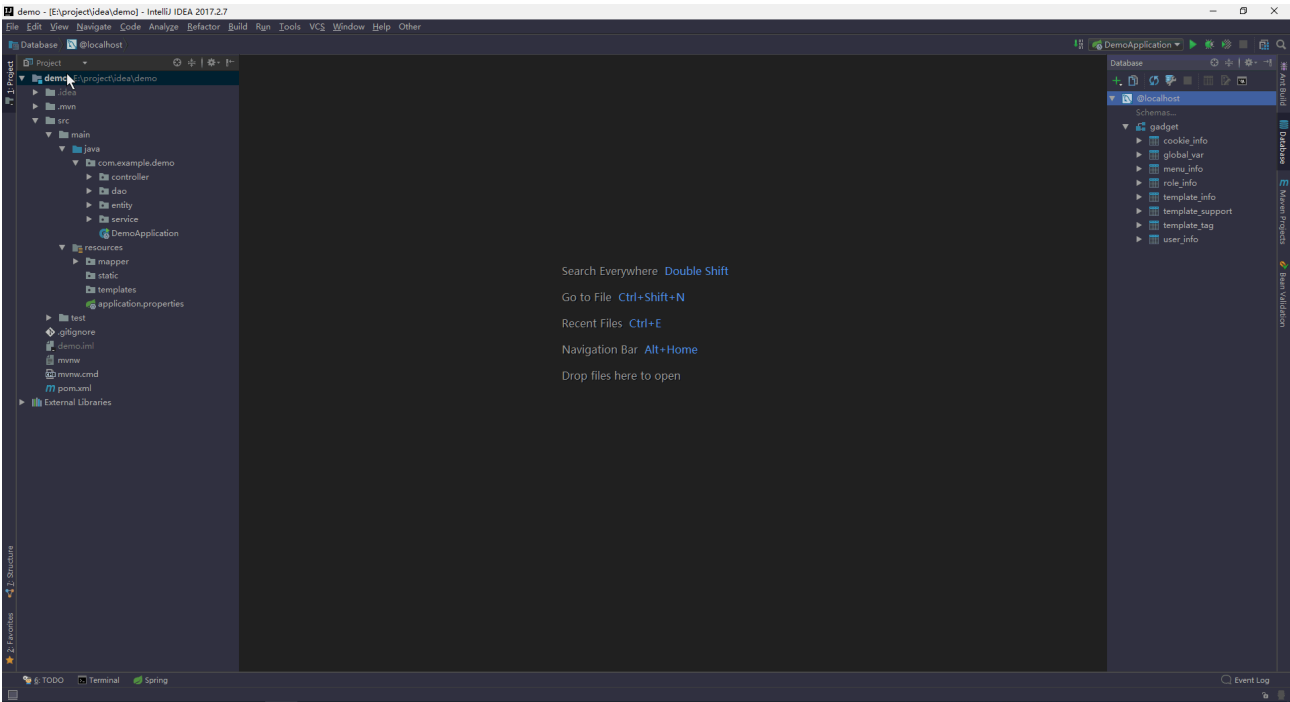 demo - [E:\project\idea\demo] - IntelliJ IDEA 2017.2.7
File Edit View Navigate Code Analyze Refactor Build Run Tools VCS Window Help Other
Database @localhost
DemoApplication
1: Project
Project
demo E:\project\idea\demo
.idea
.mvn
src
main
java
com.example.demo
controller
dao
entity
service
DemoApplication
resources
mapper
static
templates
application.properties
test
.gitignore
demo.iml
mvnw
mvnw.cmd
pom.xml
External Libraries
Search Everywhere Double Shift
Go to File Ctrl+Shift+N
Recent Files Ctrl+E
Navigation Bar Alt+Home
Drop files here to open
Database
@localhost
Schemas...
gadget
cookie_info
global_var
menu_info
role_info
template_info
template_support
template_tag
user_info
Ant Build
Database
Maven Projects
Bean Validation
7: Structure
2: Favorites
6: TODO Terminal Spring
Event Log